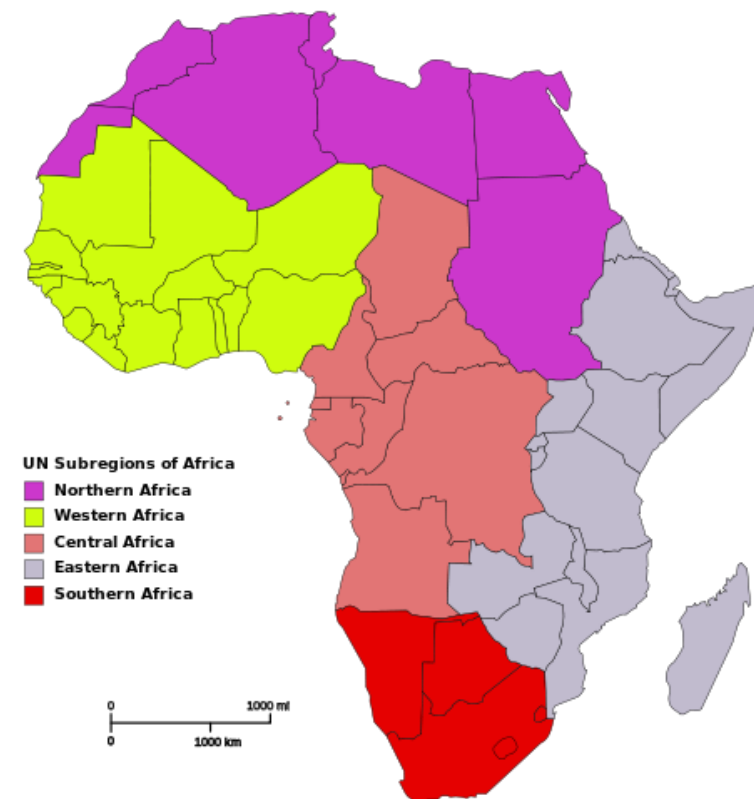 UN Subregions of Africa
Northern Africa
Western Africa
Central Africa
Eastern Africa
Southern Africa
0 1000 mi
0 1000 km